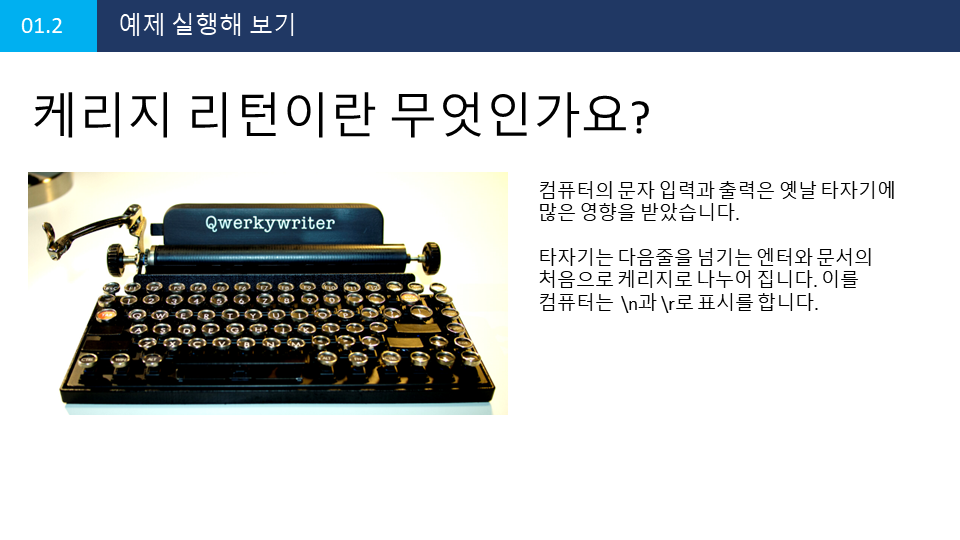 01.2
예제 실행해 보기
케리지 리턴이란 무엇인가요?
Qwerkywriter
컴퓨터의 문자 입력과 출력은 옛날 타자기에
많은 영향을 받았습니다.
타자기는 다음줄을 넘기는 엔터와 문서의
처음으로 케리지로 나누어 집니다. 이를
컴퓨터는 \n과 \r로 표시를 합니다.